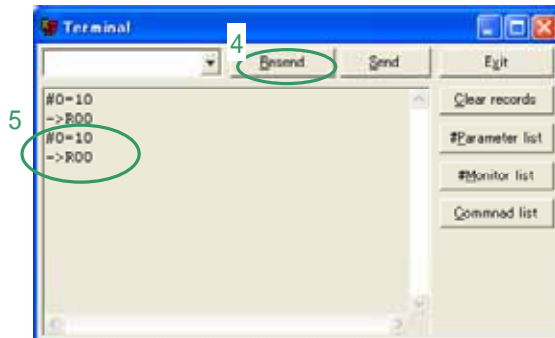 Terminal
4
Resend Send Exit
5
#0=10
->R00
#0=10
->R00
Clear records
#Parameter list
#Monitor list
Commnad list